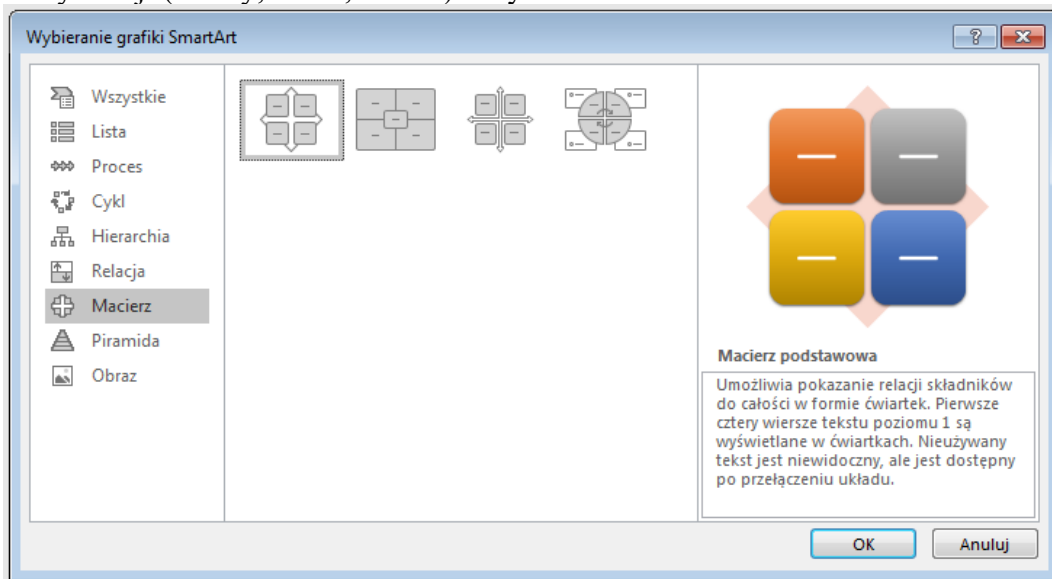 Wybieranie grafiki SmartArt
Wszystkie
Lista
Proces
Cykl
Hierarchia
Relacja
Macierz
Piramida
Obraz
Macierz podstawowa
Umożliwia pokazanie relacji składników
do całości w formie ćwiartek. Pierwsze
cztery wiersze tekstu poziomu 1 są
wyświetlane w ćwiartkach. Nieużywany
tekst jest niewidoczny, ale jest dostępny
po przełączeniu układu.
OK
Anuluj